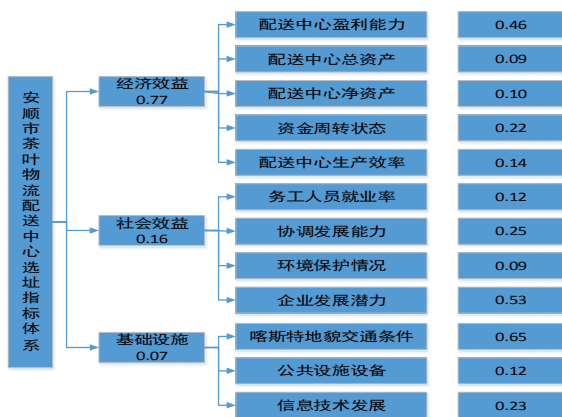 安顺市茶叶物流配送中心选址指标体系
经济效益
0.77
配送中心盈利能力 0.46
配送中心总资产 0.09
配送中心净资产 0.10
资金周转状态 0.22
配送中心生产效率 0.14
社会效益
0.16
务工人员就业率 0.12
协调发展能力 0.25
环境保护情况 0.09
企业发展潜力 0.53
基础设施
0.07
喀斯特地貌交通条件 0.65
公共设施设备 0.12
信息技术发展 0.23